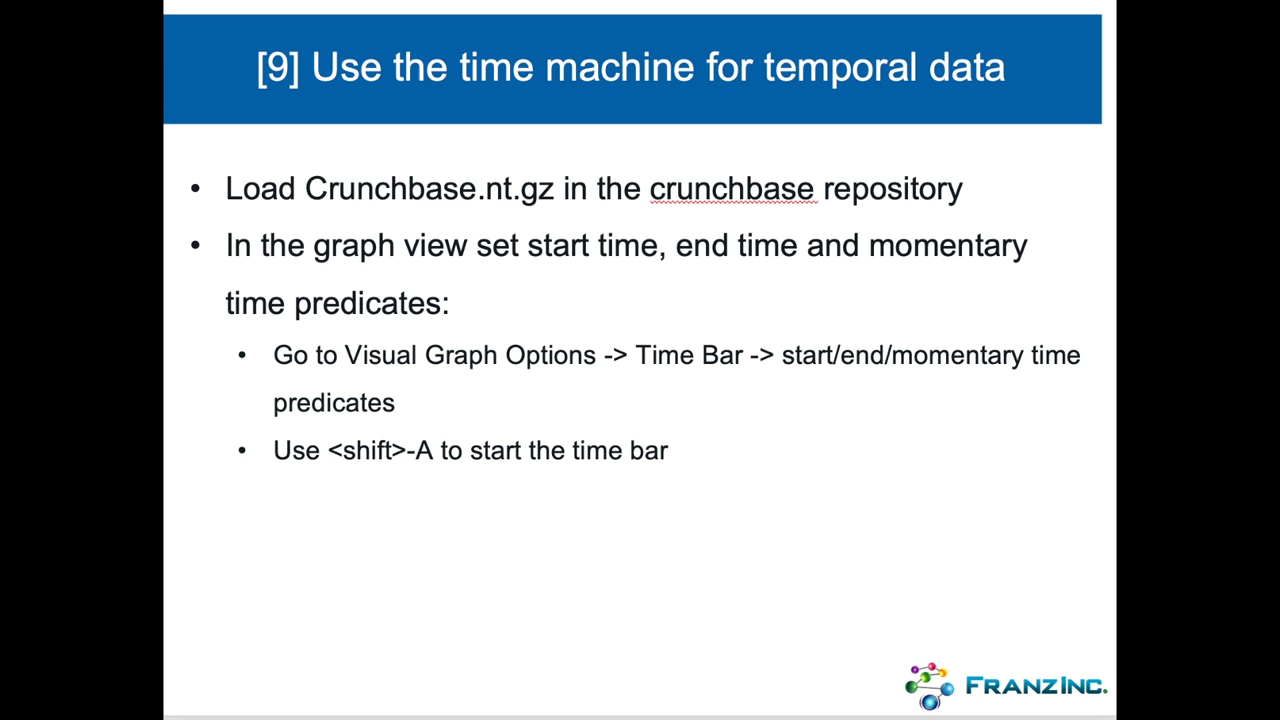 [9] Use the time machine for temporal data
• Load Crunchbase.nt.gz in the crunchbase repository
• In the graph view set start time, end time and momentary
time predicates:
• Go to Visual Graph Options -> Time Bar -> start/end/momentary time
predicates
• Use <shift>-A to start the time bar
FRANZ INC.